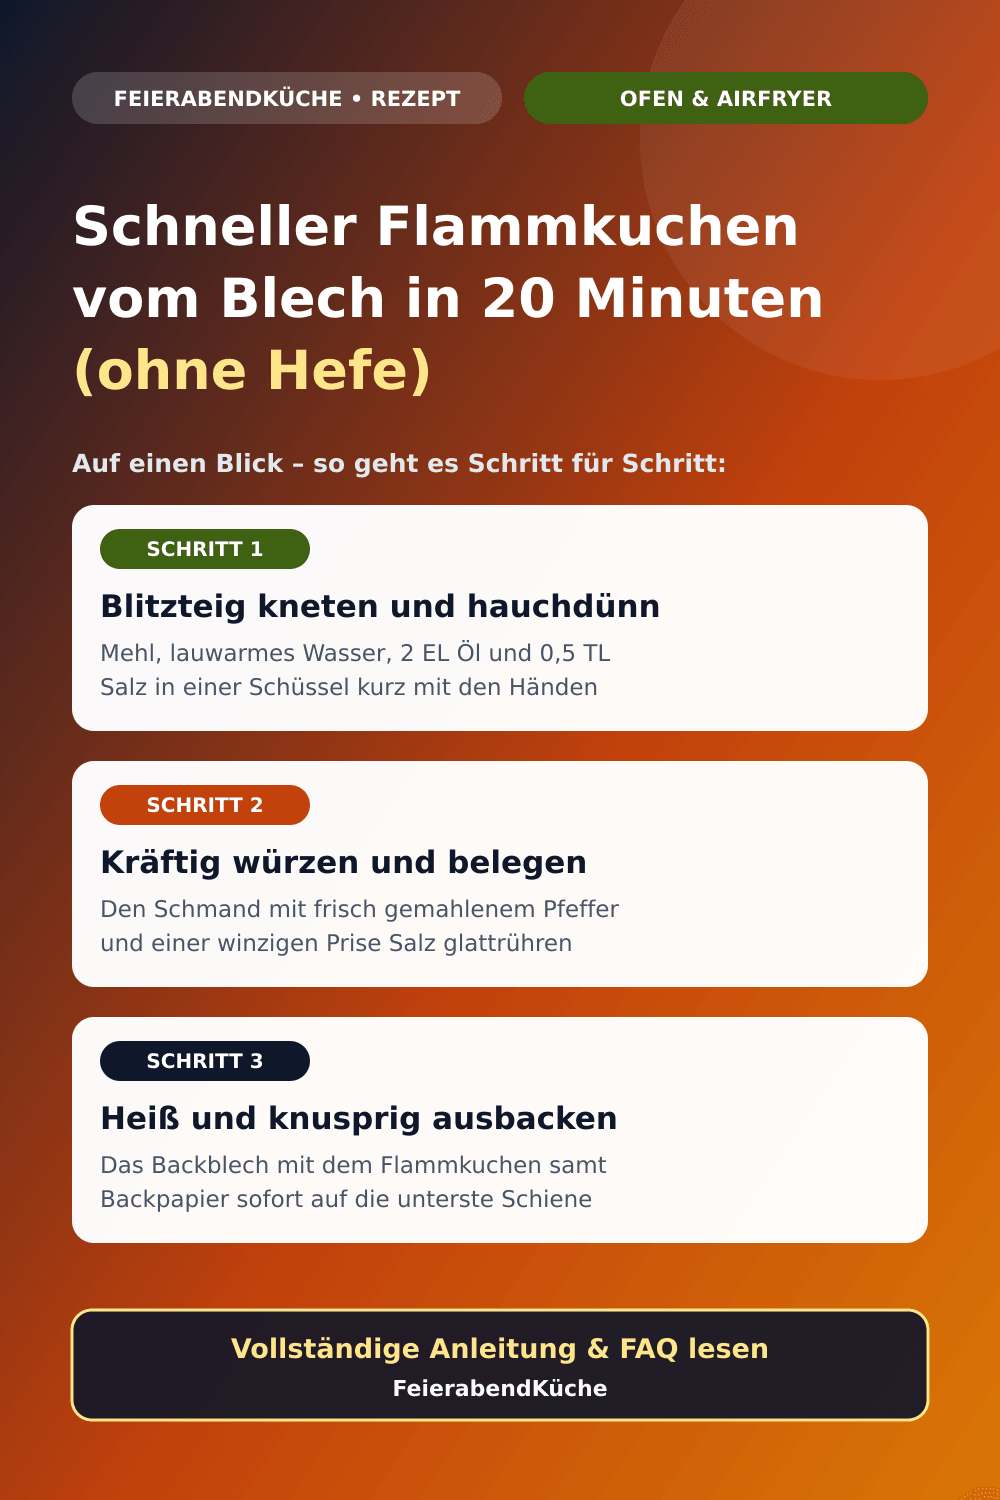 FEIERABENDKÜCHE • REZEPT
OFEN & AIRFRYER
Schneller Flammkuchen
vom Blech in 20 Minuten
(ohne Hefe)
Auf einen Blick – so geht es Schritt für Schritt:
SCHRITT 1
Blitzteig kneten und hauchdünn
Mehl, lauwarmes Wasser, 2 EL Öl und 0,5 TL
Salz in einer Schüssel kurz mit den Händen
SCHRITT 2
Kräftig würzen und belegen
Den Schmand mit frisch gemahlenem Pfeffer
und einer winzigen Prise Salz glattrühren
SCHRITT 3
Heiß und knusprig ausbacken
Das Backblech mit dem Flammkuchen samt
Backpapier sofort auf die unterste Schiene
Vollständige Anleitung & FAQ lesen
FeierabendKüche